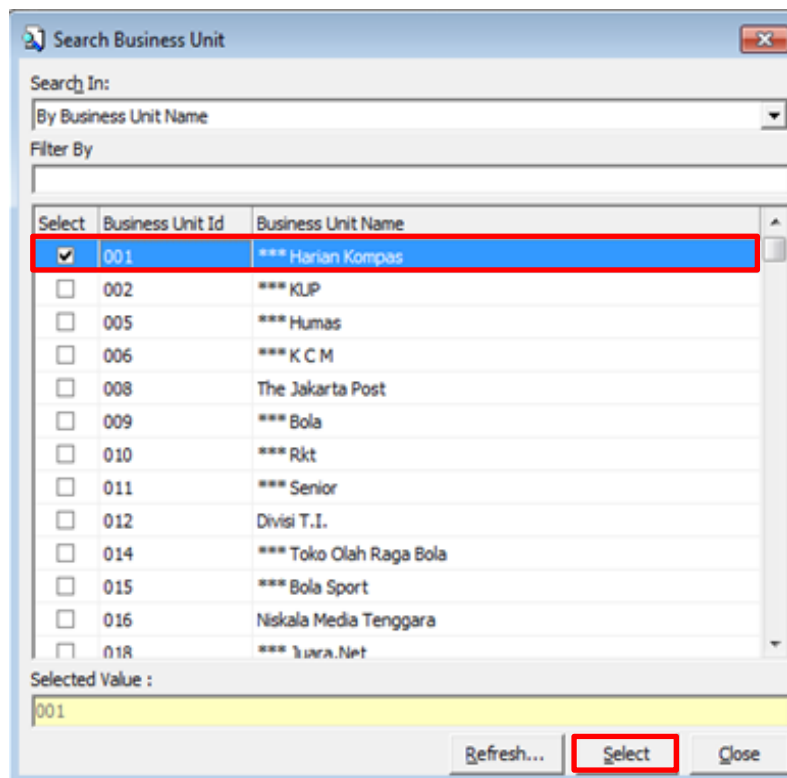 Search Business Unit
Search In:
By Business Unit Name
Filter By
Select Business Unit Id Business Unit Name
001 *** Harian Kompas
002 *** KUP
005 *** Humas
006 *** K C M
008 The Jakarta Post
009 *** Bola
010 *** Rkt
011 *** Senior
012 Divisi T.I.
014 *** Toko Olah Raga Bola
015 *** Bola Sport
016 Niskala Media Tenggara
018 *** Juara.Net
Selected Value :
001
Refresh... Select Close